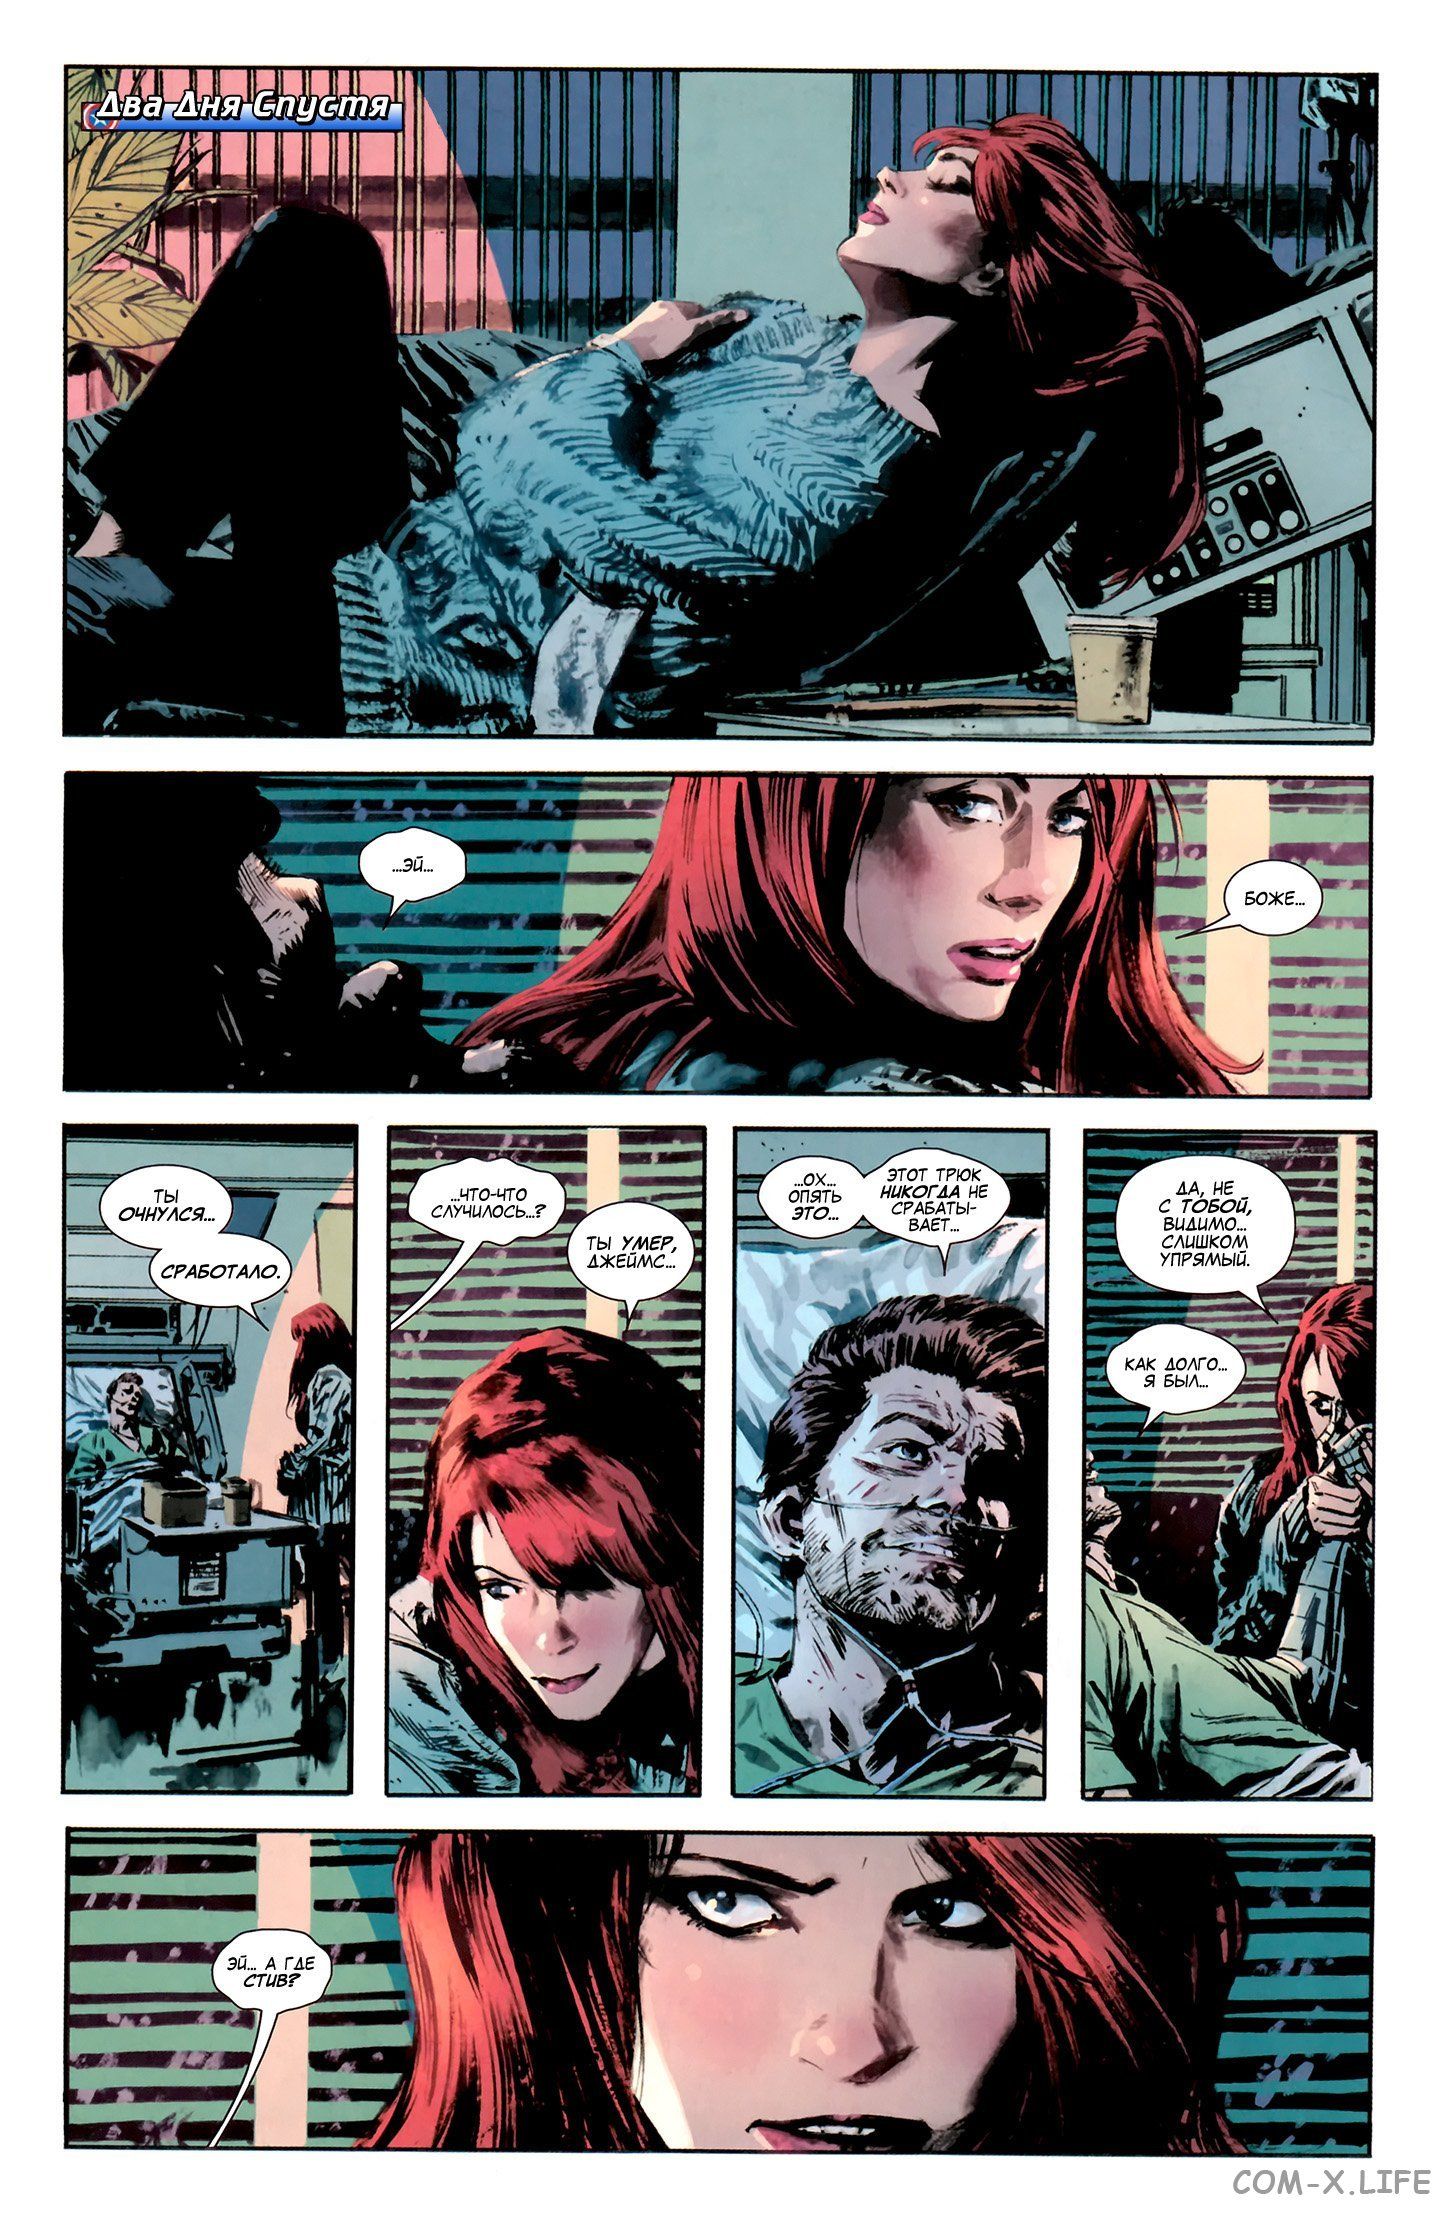 Два Дня Спустя
...ЭЙ...
БОЖЕ...
ТЫ
ОЧНУЛСЯ...
СРАБОТАЛО.
...ЧТО-ЧТО
СЛУЧИЛОСЬ...?
ТЫ УМЕР,
ДЖЕЙМС...
...ОХ...
ОПЯТЬ
ЭТО...
ЭТОТ ТРЮК
НИКОГДА НЕ
СРАБАТЫ-
ВАЕТ...
ДА, НЕ
С ТОБОЙ,
ВИДИМО...
СЛИШКОМ
УПРЯМЫЙ.
КАК ДОЛГО...
Я БЫЛ...
ЭЙ... А ГДЕ
СТИВ?
COM-X.LIFE